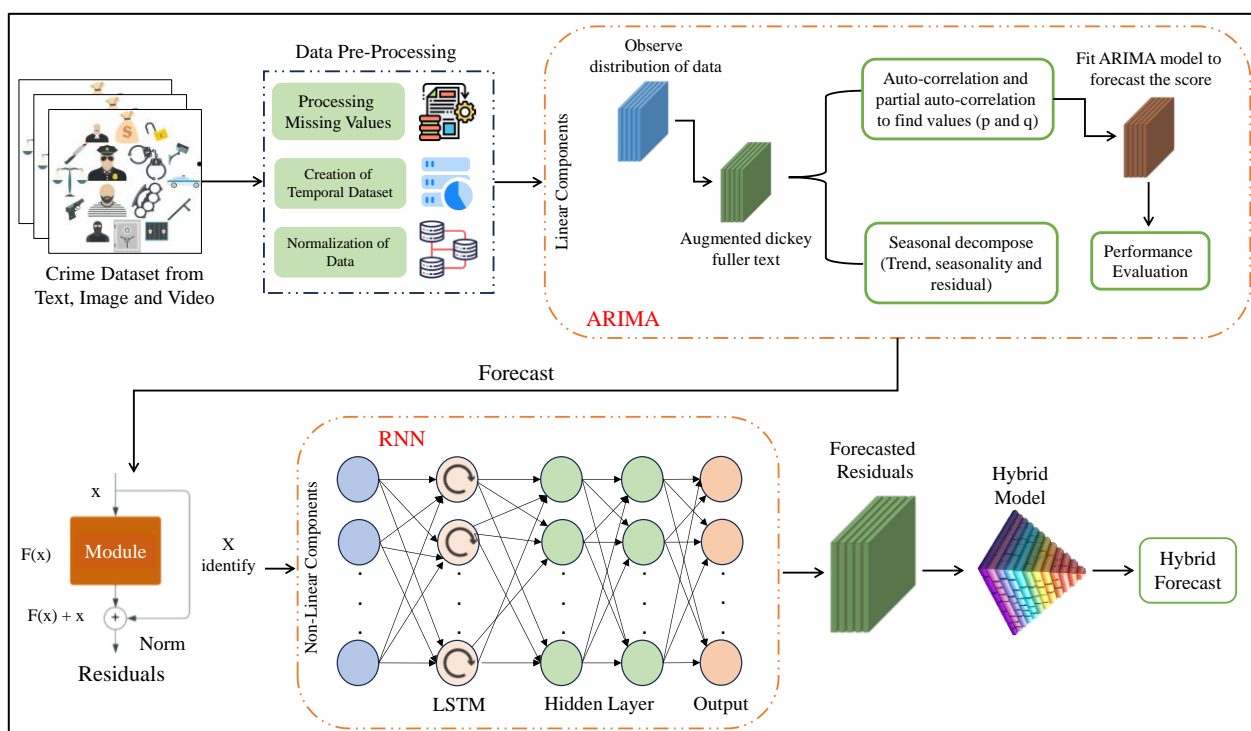 Data Pre-Processing
Processing
Missing Values
Creation of
Temporal Dataset
Normalization of
Data
$
Crime Dataset from
Text, Image and Video
Linear Components
Observe
distribution of data
Augmented dickey
fuller text
Auto-correlation and
partial auto-correlation
to find values (p and q)
Seasonal decompose
(Trend, seasonality and
residual)
Fit ARIMA model to
forecast the score
Performance
Evaluation
ARIMA
Forecast
x
Module
F(x)
F(x) + x
+
Norm
Residuals
X
identify
Non-Linear Components
RNN
LSTM
Hidden Layer
Output
Forecasted
Residuals
Hybrid
Model
Hybrid
Forecast